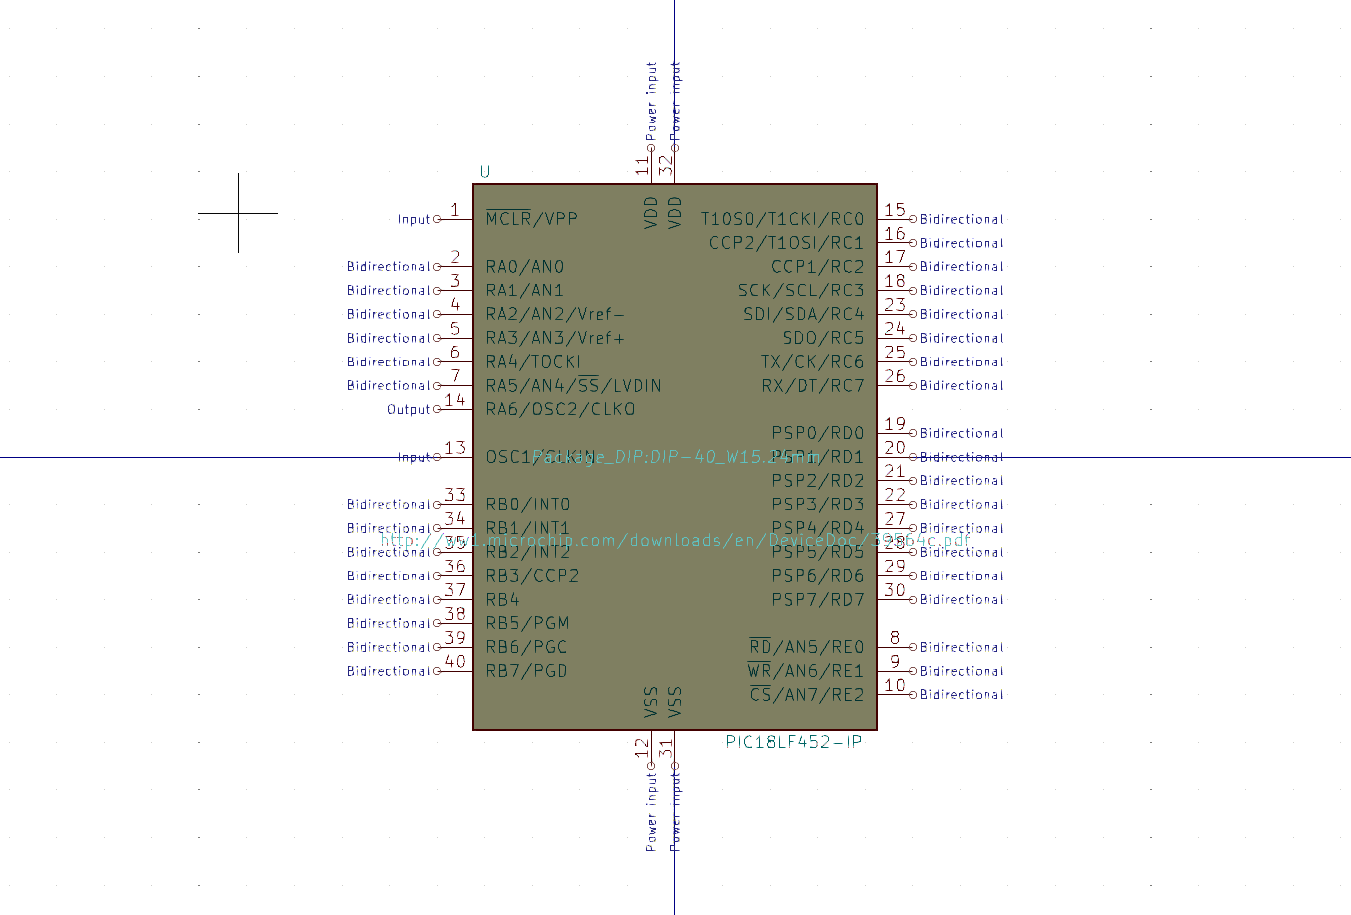 Power input
Power input
11
32
U
VDD
VDD
Input 1 MCLR/VPP
T1OSO/T1CKI/RC0 15 Bidirectional
CCP2/T1OSI/RC1 16 Bidirectional
Bidirectional 2 RA0/AN0
CCP1/RC2 17 Bidirectional
Bidirectional 3 RA1/AN1
SCK/SCL/RC3 18 Bidirectional
Bidirectional 4 RA2/AN2/Vref-
SDI/SDA/RC4 23 Bidirectional
Bidirectional 5 RA3/AN3/Vref+
SDO/RC5 24 Bidirectional
Bidirectional 6 RA4/TOCKI
TX/CK/RC6 25 Bidirectional
Bidirectional 7 RA5/AN4/SS/LVDIN
RX/DT/RC7 26 Bidirectional
Output 14 RA6/OSC2/CLKO
PSP0/RD0 19 Bidirectional
Input 13 OSC1/CLKIN
Package_DIP:DIP-40_W15.24mm
PSP1/RD1 20 Bidirectional
PSP2/RD2 21 Bidirectional
Bidirectional 33 RB0/INT0
PSP3/RD3 22 Bidirectional
Bidirectional 34 RB1/INT1
PSP4/RD4 27 Bidirectional
http://ww1.microchip.com/downloads/en/DeviceDoc/39564c.pdf
Bidirectional 35 RB2/INT2
PSP5/RD5 28 Bidirectional
Bidirectional 36 RB3/CCP2
PSP6/RD6 29 Bidirectional
Bidirectional 37 RB4
PSP7/RD7 30 Bidirectional
Bidirectional 38 RB5/PGM
Bidirectional 39 RB6/PGC
RD/AN5/RE0 8 Bidirectional
Bidirectional 40 RB7/PGD
WR/AN6/RE1 9 Bidirectional
CS/AN7/RE2 10 Bidirectional
VSS
VSS
12
31
PIC18LF452-IP
Power input
Power input